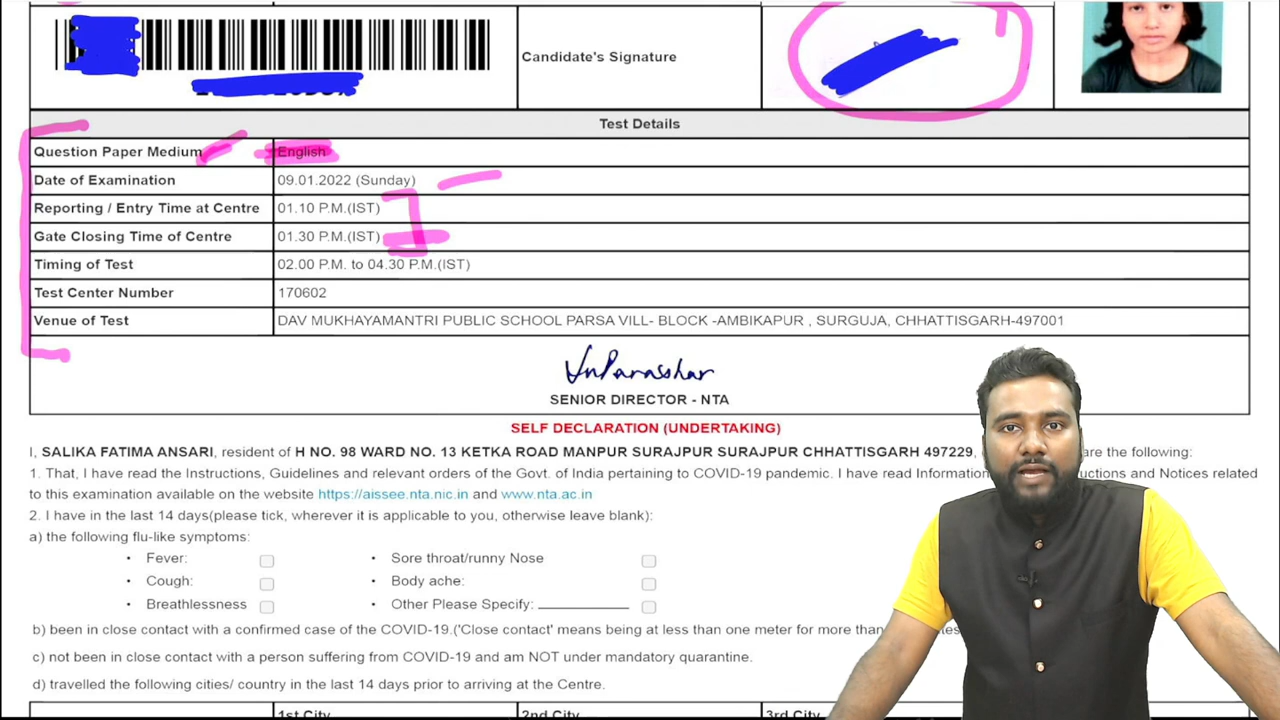 Candidate's Signature
Test Details
Question Paper Medium English
Date of Examination 09.01.2022 (Sunday)
Reporting / Entry Time at Centre 01.10 P.M.(IST)
Gate Closing Time of Centre 01.30 P.M.(IST)
Timing of Test 02.00 P.M. to 04.30 P.M.(IST)
Test Center Number 170602
Venue of Test DAV MUKHAYAMANTRI PUBLIC SCHOOL PARSA VILL- BLOCK -AMBIKAPUR , SURGUJA, CHHATTISGARH-497001
SENIOR DIRECTOR - NTA
SELF DECLARATION (UNDERTAKING)
I, SALIKA FATIMA ANSARI, resident of H NO. 98 WARD NO. 13 KETKA ROAD MANPUR SURAJPUR SURAJPUR CHHATTISGARH 497229, are the following:
1. That, I have read the Instructions, Guidelines and relevant orders of the Govt. of India pertaining to COVID-19 pandemic. I have read Information uctions and Notices related
to this examination available on the website https://aissee.nta.nic.in and www.nta.ac.in
2. I have in the last 14 days(please tick, wherever it is applicable to you, otherwise leave blank):
a) the following flu-like symptoms:
• Fever: • Sore throat/runny Nose
• Cough: • Body ache:
• Breathlessness • Other Please Specify:
b) been in close contact with a confirmed case of the COVID-19.('Close contact' means being at less than one meter for more than
c) not been in close contact with a person suffering from COVID-19 and am NOT under mandatory quarantine.
d) travelled the following cities/ country in the last 14 days prior to arriving at the Centre.
1st City 2nd City 3rd City